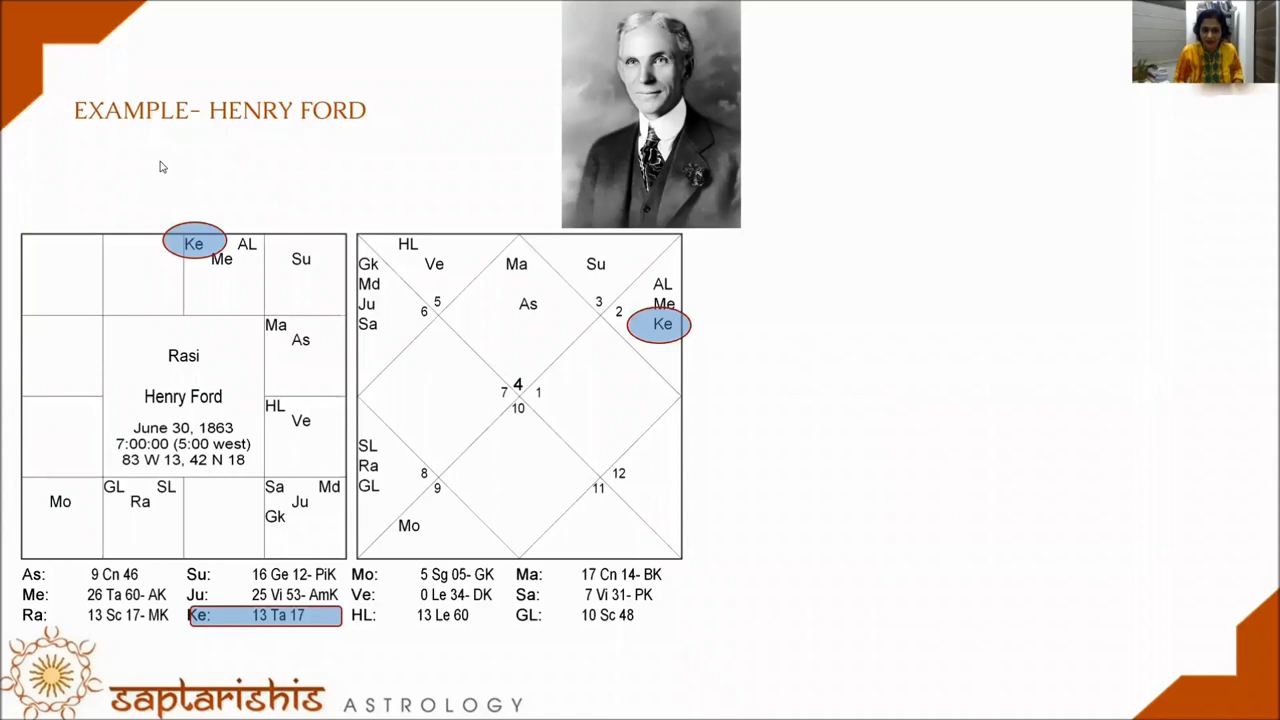 EXAMPLE- HENRY FORD
Ke
AL
Me
Su
Ma
As
Rasi
Henry Ford
June 30, 1863
7:00:00 (5:00 west)
83 W 13, 42 N 18
HL
Ve
Mo
GL
SL
Ra
Sa
Md
Ju
Gk
HL
Gk
Ve
Ma
Su
Md
AL
Ju
As
Me
Sa
Ke
5
6
3
2
4
7
1
10
SL
Ra
GL
8
9
12
11
Mo
As: 9 Cn 46 Su: 16 Ge 12- PiK Mo: 5 Sg 05- GK Ma: 17 Cn 14- BK
Me: 26 Ta 60- AK Ju: 25 Vi 53- AmK Ve: 0 Le 34- DK Sa: 7 Vi 31- PK
Ra: 13 Sc 17- MK Ke: 13 Ta 17 HL: 13 Le 60 GL: 10 Sc 48
saptarishis ASTROLOGY